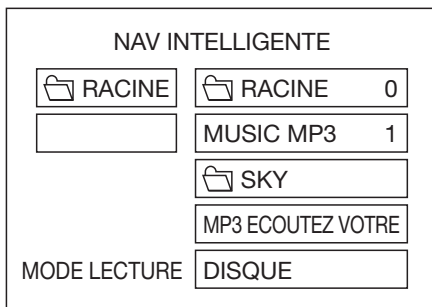 NAV INTELLIGENTE
RACINE RACINE 0
MUSIC MP3 1
SKY
MP3 ECOUTEZ VOTRE
MODE LECTURE DISQUE